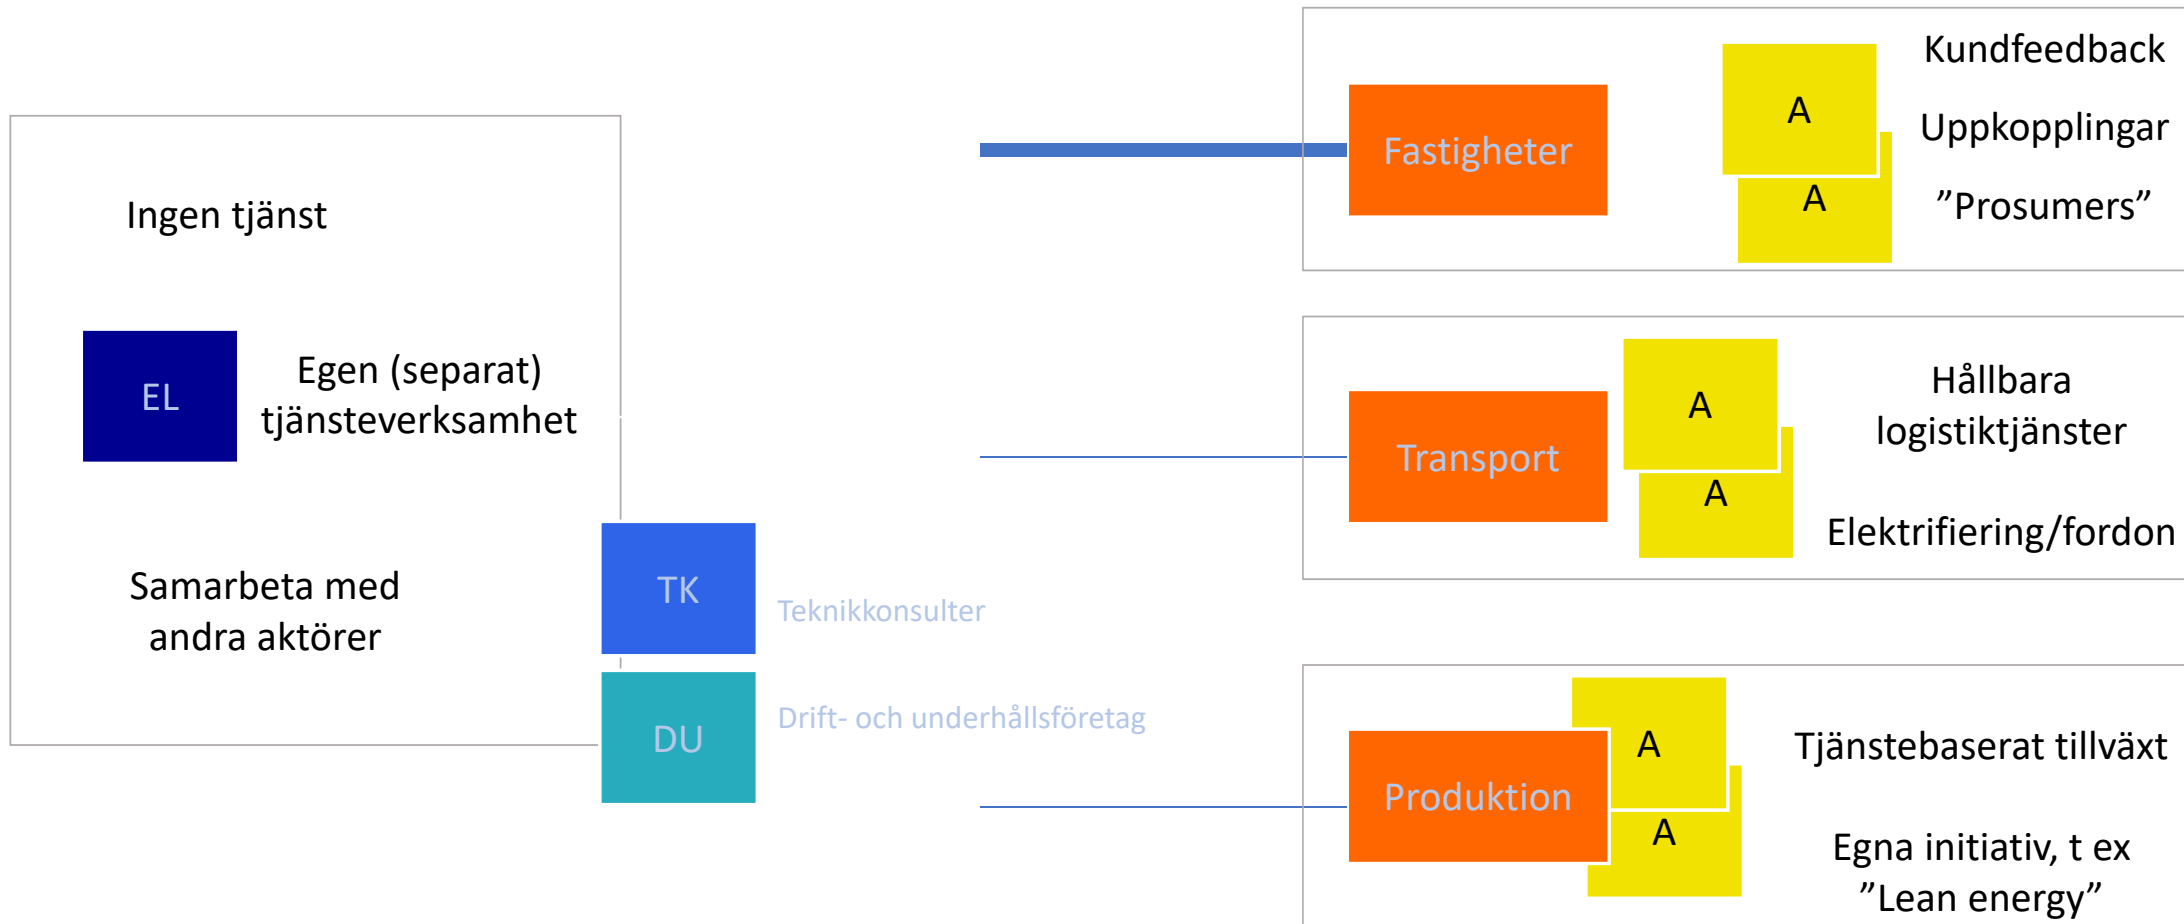 Ingen tjänst
EL
Egen (separat)
tjänsteverksamhet
Samarbeta med
andra aktörer
TK
Teknikkonsulter
DU
Drift- och underhållsföretag
Fastigheter
A
A
Kundfeedback
Uppkopplingar
”Prosumers”
Transport
A
A
Hållbara
logistiktjänster
Elektrifiering/fordon
Produktion
A
A
Tjänstebaserat tillväxt
Egna initiativ, t ex
”Lean energy”